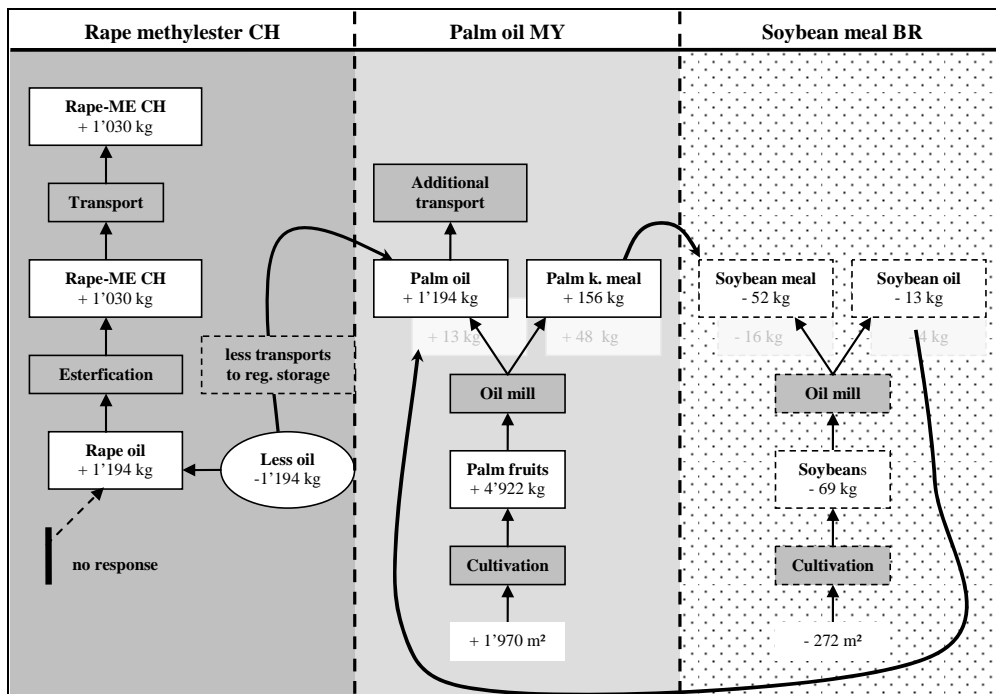 Rape methylester CH
Palm oil MY
Soybean meal BR
Rape-ME CH
+ 1’030 kg
Transport
Rape-ME CH
+ 1’030 kg
Esterfication
Rape oil
+ 1’194 kg
no response
less transports
to reg. storage
Less oil
-1’194 kg
Additional
transport
Palm oil
+ 1’194 kg
Palm k. meal
+ 156 kg
+ 13 kg
+ 48 kg
Oil mill
Palm fruits
+ 4’922 kg
Cultivation
+ 1’970 m²
Soybean meal
- 52 kg
Soybean oil
- 13 kg
- 16 kg
- 4 kg
Oil mill
Soybeans
- 69 kg
Cultivation
- 272 m²